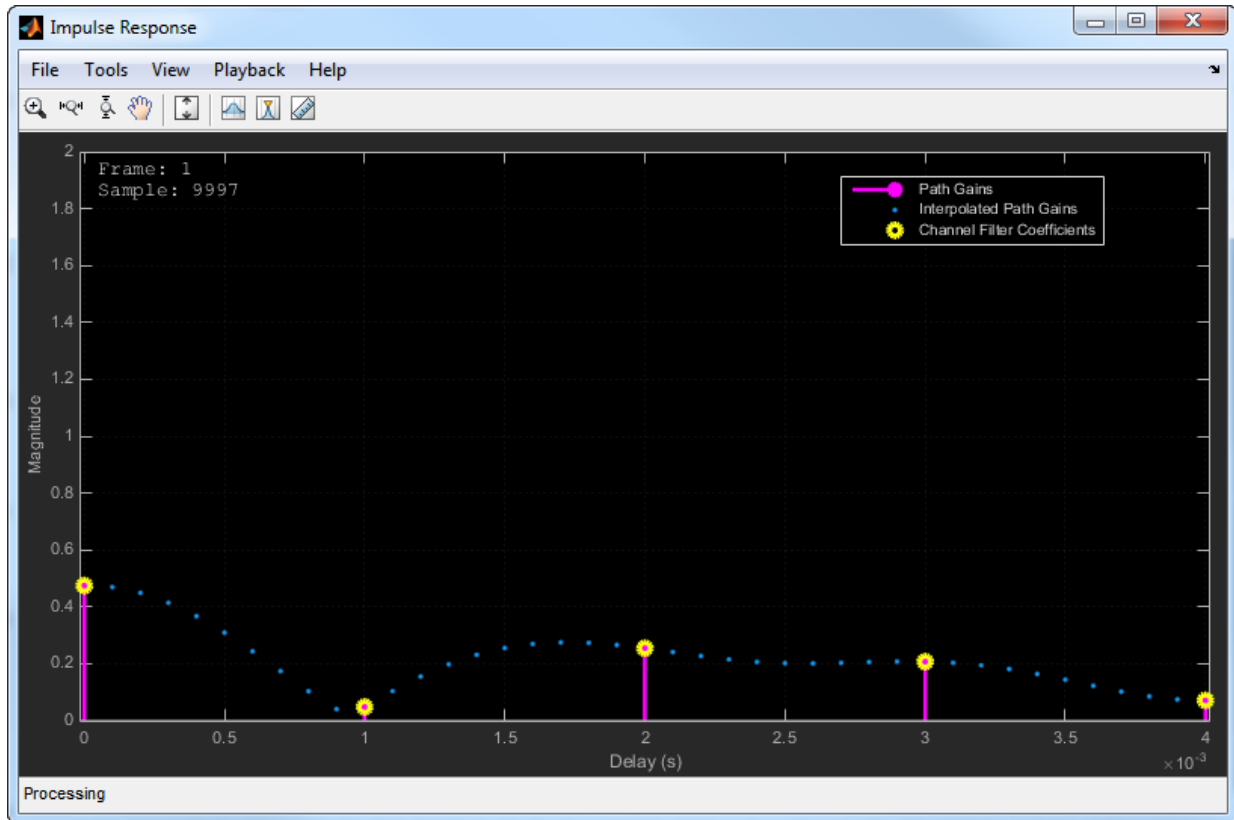 Impulse Response
File Tools View Playback Help
Frame: 1
Sample: 9997
Path Gains
Interpolated Path Gains
Channel Filter Coefficients
2
1.8
1.6
1.4
1.2
1
0.8
0.6
0.4
0.2
0
Magnitude
0 0.5 1 1.5 2 2.5 3 3.5 4
Delay (s)
×10-3
Processing